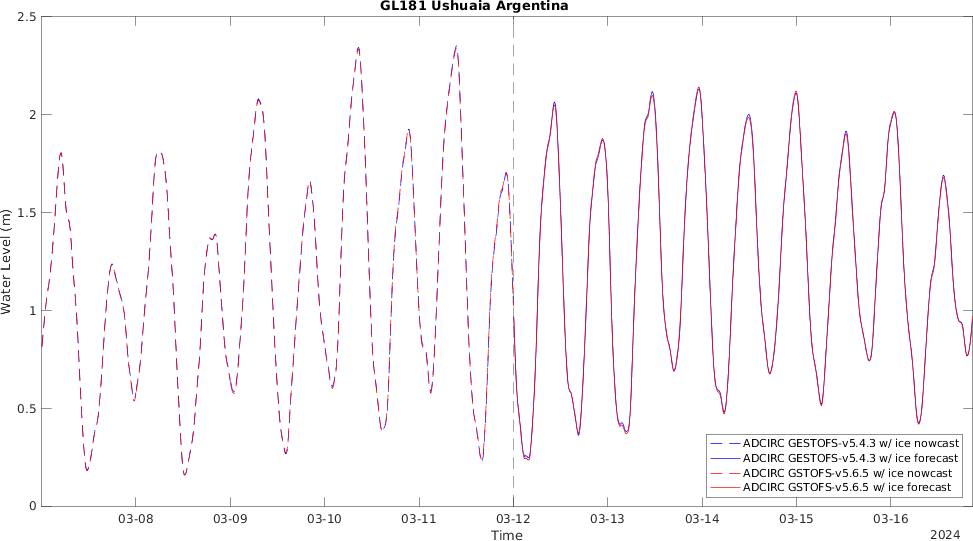 GL181 Ushuaia Argentina
Water Level (m)
2.5
2
1.5
1
0.5
0
ADCIRC GESTOFS-v5.4.3 w/ ice nowcast
ADCIRC GESTOFS-v5.4.3 w/ ice forecast
ADCIRC GSTOFS-v5.6.5 w/ ice nowcast
ADCIRC GSTOFS-v5.6.5 w/ ice forecast
03-08 03-09 03-10 03-11 03-12 03-13 03-14 03-15 03-16
Time
2024